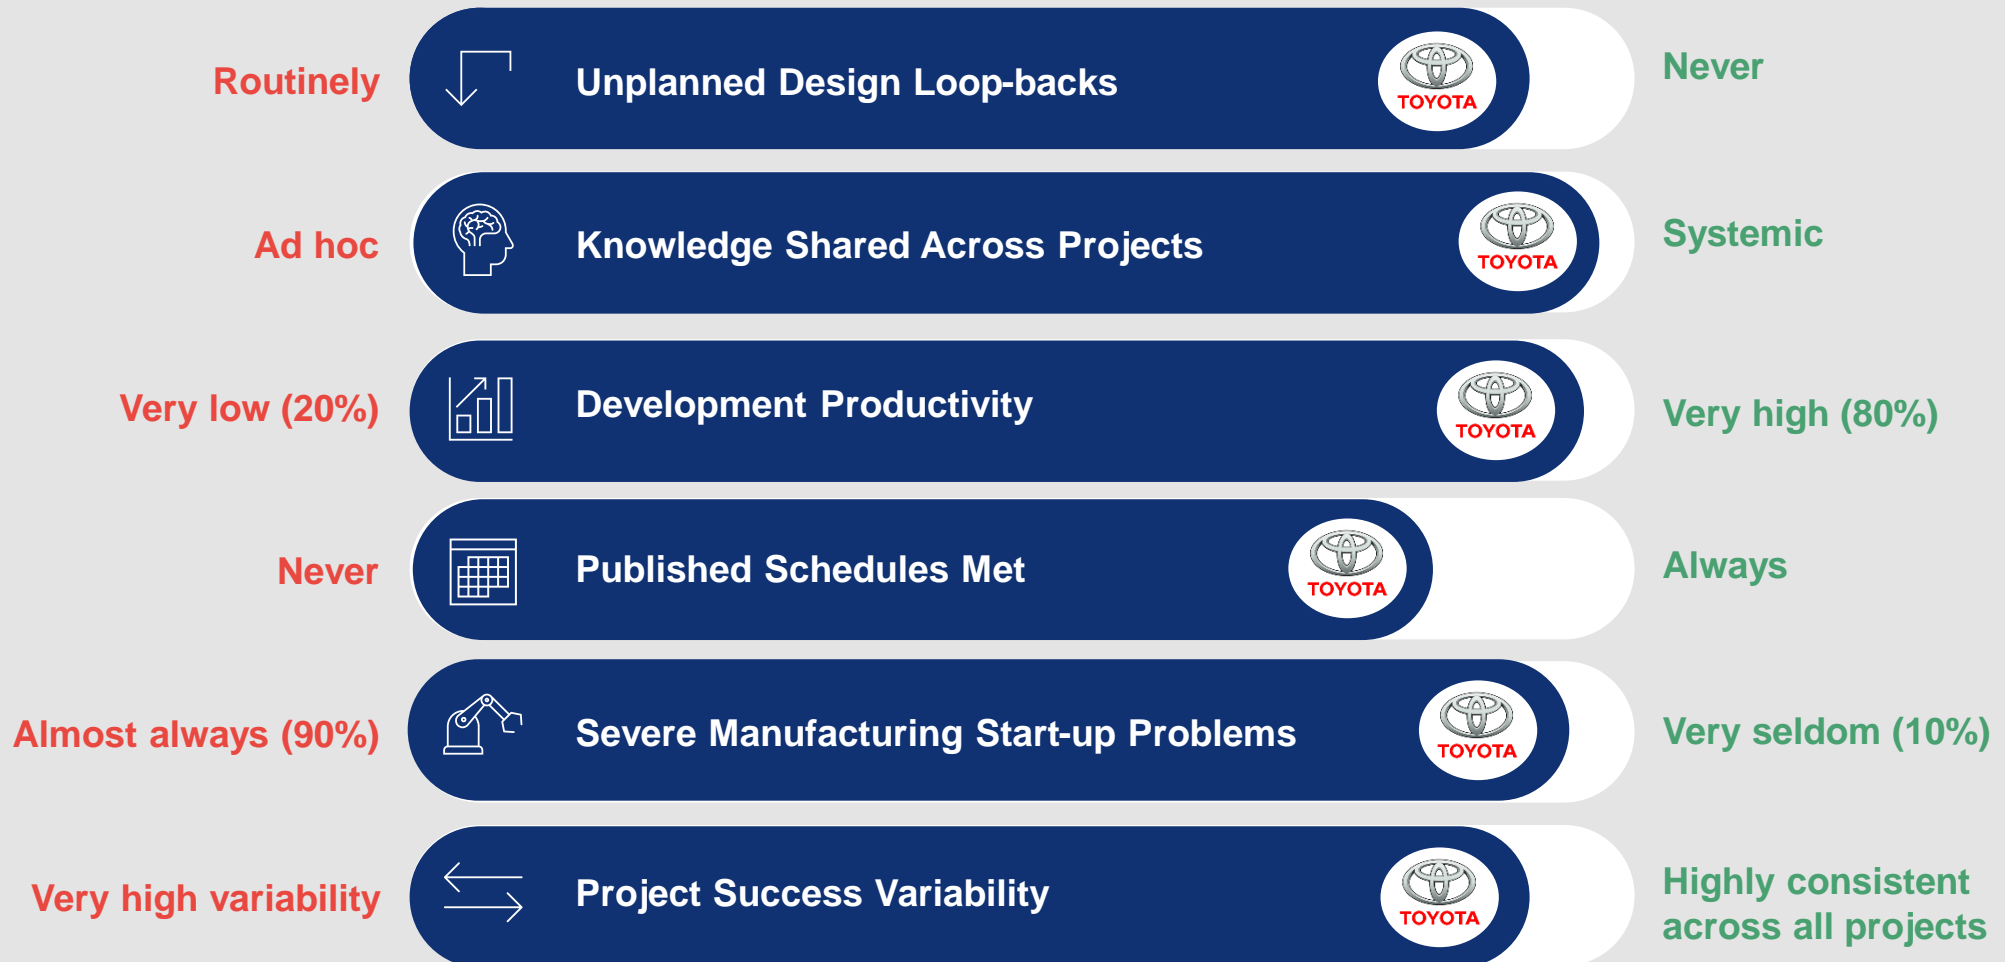 Routinely
Unplanned Design Loop-backs
TOYOTA
Never
Ad hoc
Knowledge Shared Across Projects
TOYOTA
Systemic
Very low (20%)
Development Productivity
TOYOTA
Very high (80%)
Never
Published Schedules Met
TOYOTA
Always
Almost always (90%)
Severe Manufacturing Start-up Problems
TOYOTA
Very seldom (10%)
Very high variability
Project Success Variability
TOYOTA
Highly consistent
across all projects